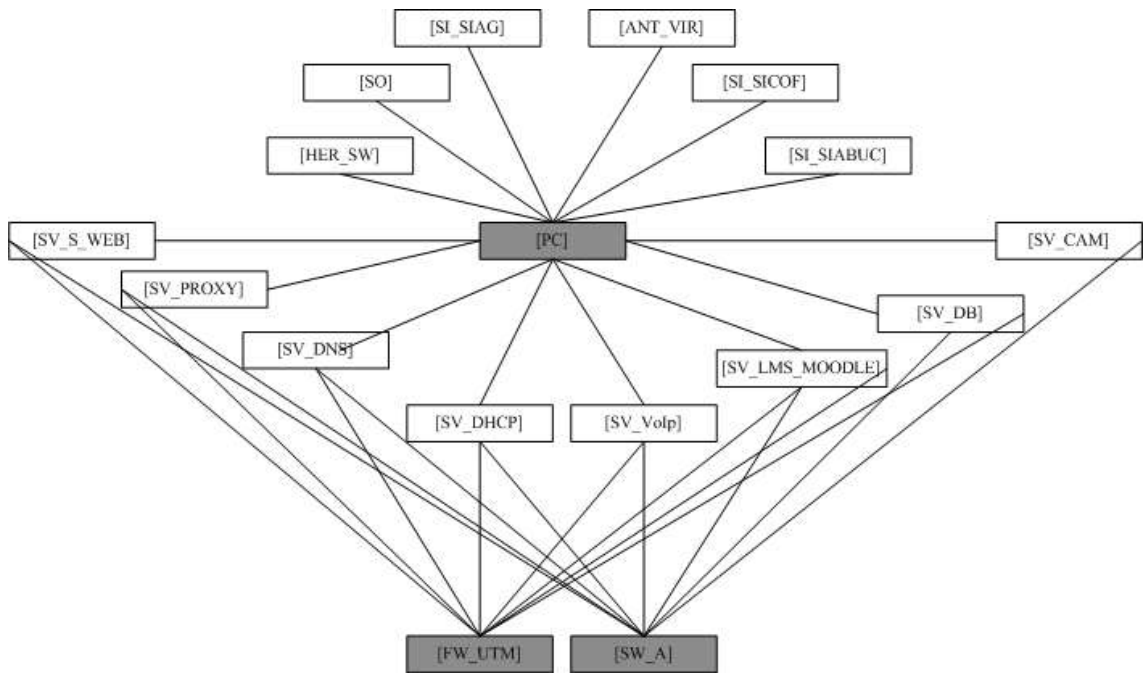 [SI_SIAG]
[ANT_VIR]
[SO]
[SI_SICOF]
[HER_SW]
[SI_SIABUC]
[SV_S_WEB]
[PC]
[SV_CAM]
[SV_PROXY]
[SV_DB]
[SV_DNS]
[SV_LMS_MOODLE]
[SV_DHCP]
[SV_VoIp]
[FW_UTM]
[SW_A]